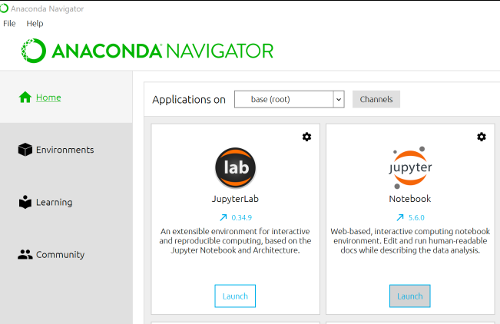 Anaconda Navigator
File Help
ANACONDA NAVIGATOR
Home
Environments
Learning
Community
Applications on base (root) Channels
lab
JupyterLab
0.34.9
An extensible environment for interactive
and reproducible computing, based on the
Jupyter Notebook and Architecture.
Launch
jupyter
Notebook
5.6.0
Web-based, interactive computing notebook
environment. Edit and run human-readable
docs while describing the data analysis.
Launch